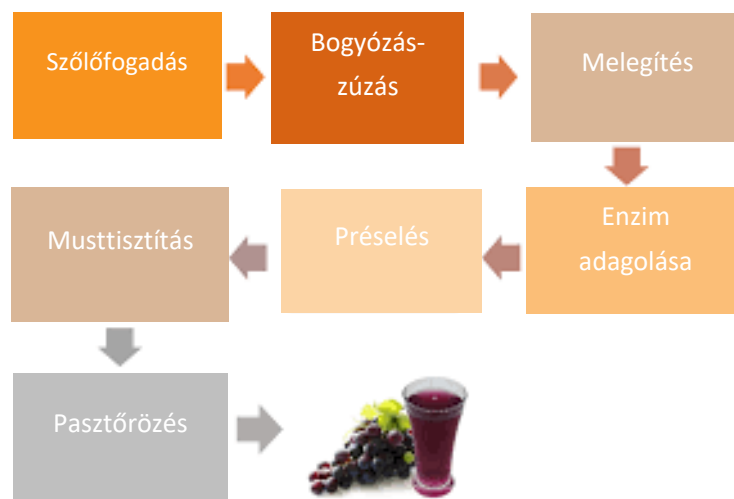 Szőlőfogadás
Bogyózás-
zúzás
Melegítés
Enzim
adagolása
Préselés
Musttisztítás
Pasztőrözés